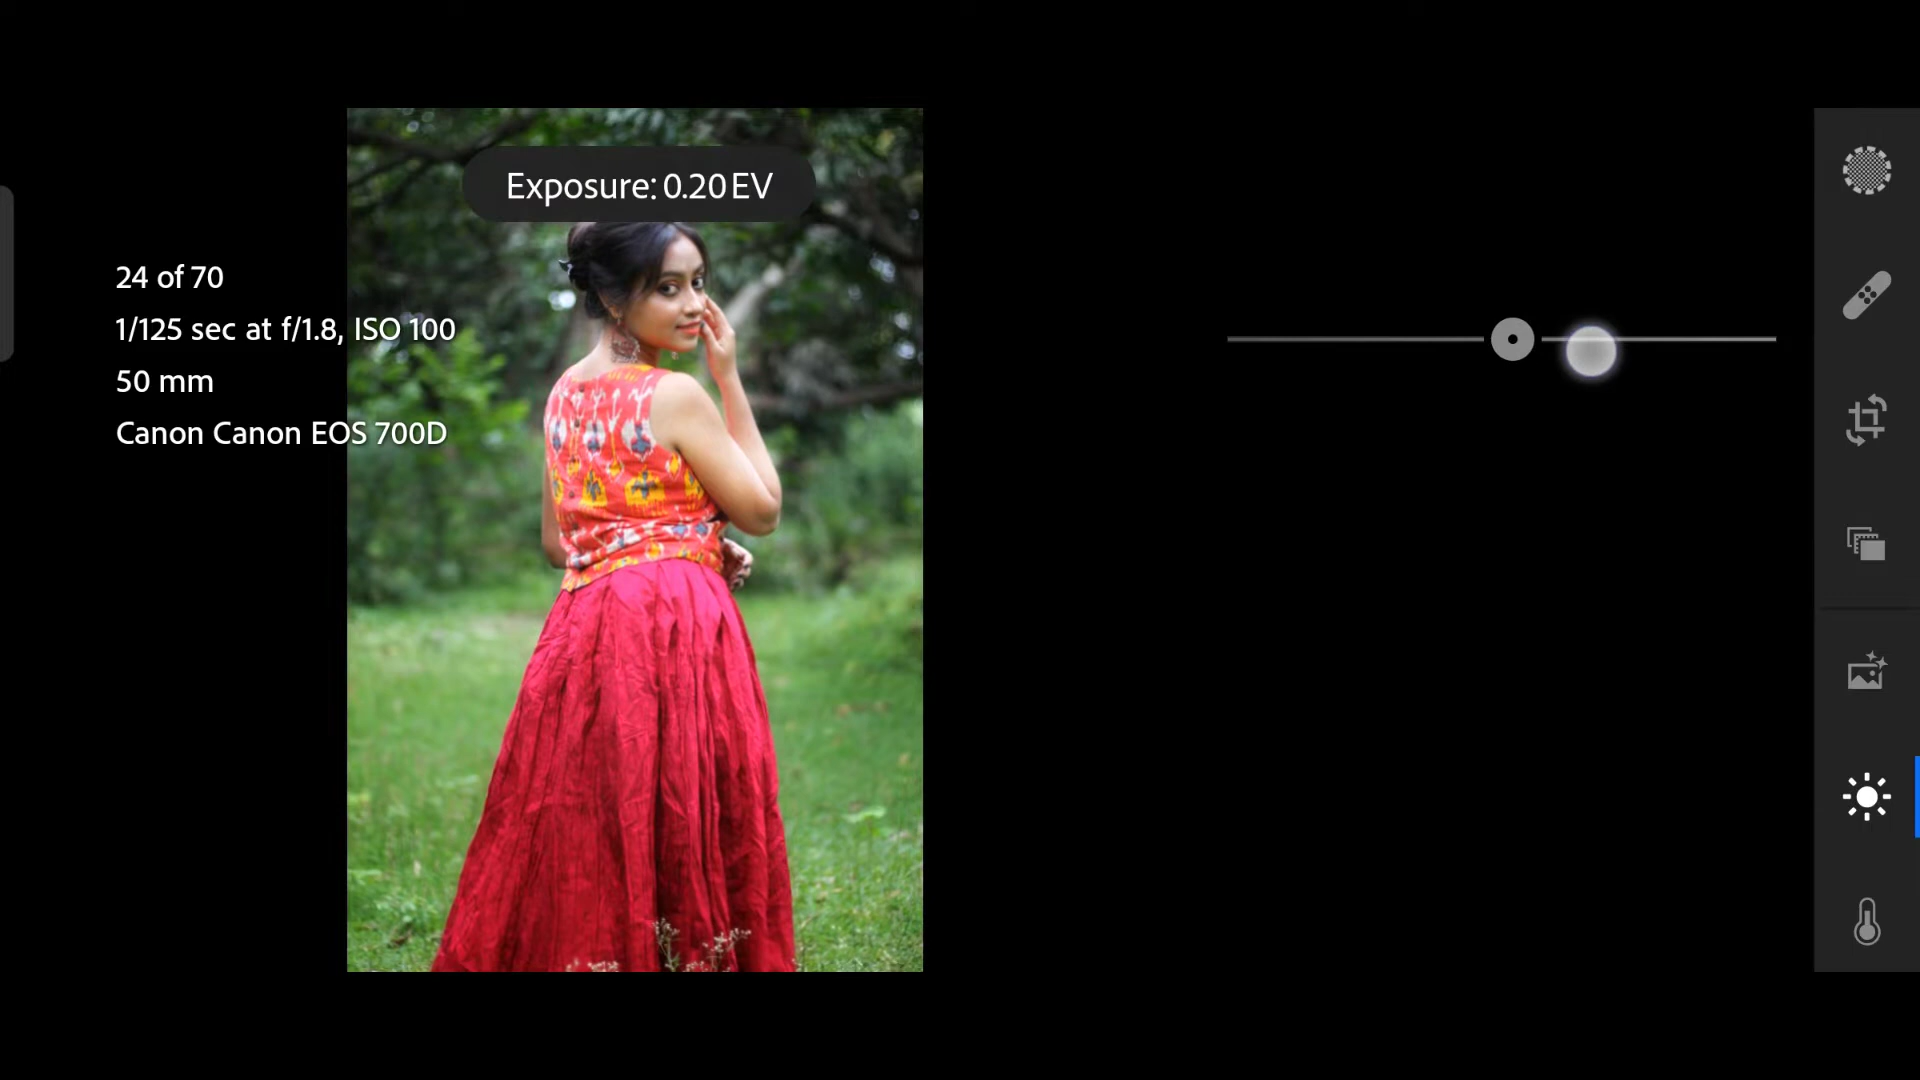 Exposure: 0.20 EV
24 of 70
1/125 sec at f/1.8, ISO 100
50 mm
Canon Canon EOS 700D